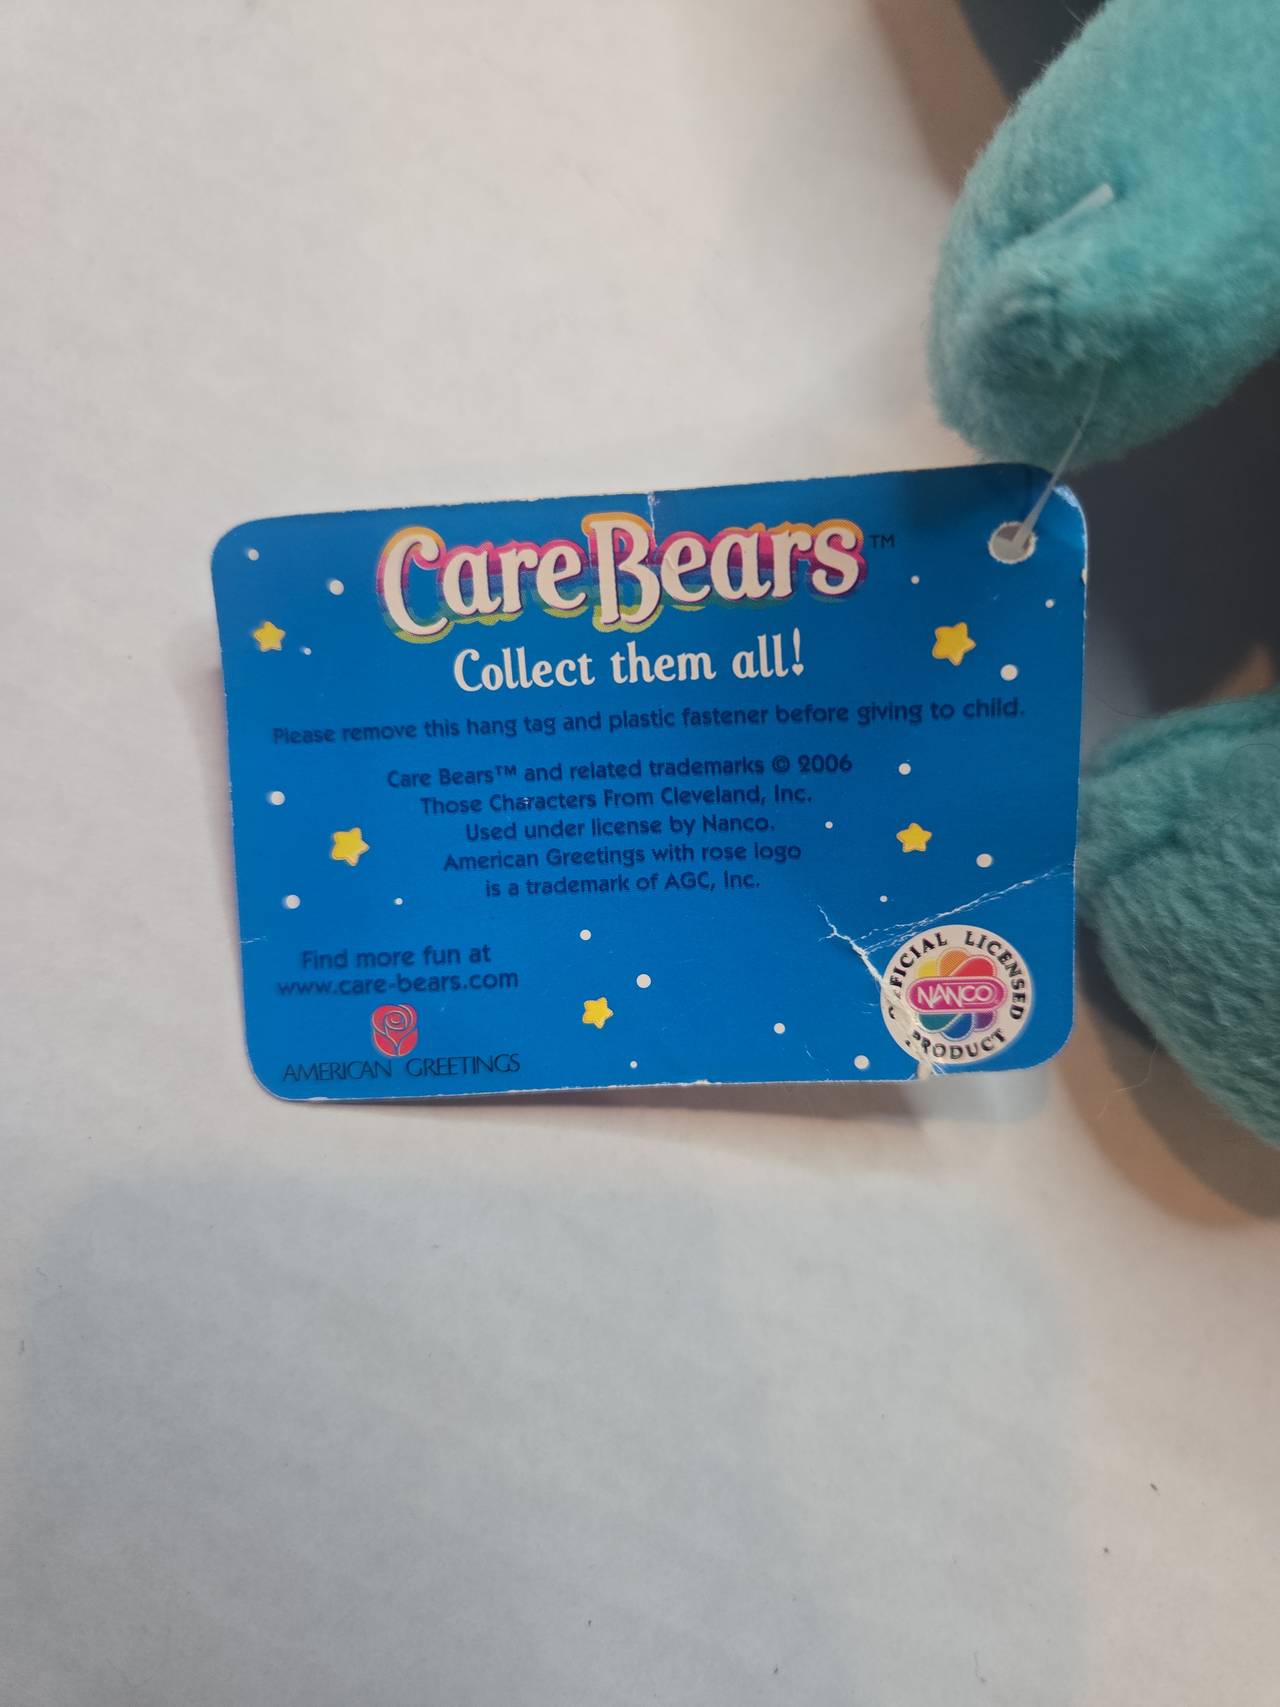 Care Bears™
Collect them all!
Please remove this hang tag and plastic fastener before giving to child.
Care Bears™ and related trademarks © 2006
Those Characters From Cleveland, Inc.
Used under license by Nanco.
American Greetings with rose logo
is a trademark of AGC, Inc.
Find more fun at
www.care-bears.com
AMERICAN GREETINGS
OFFICIAL LICENSED
NANCO
PRODUCT